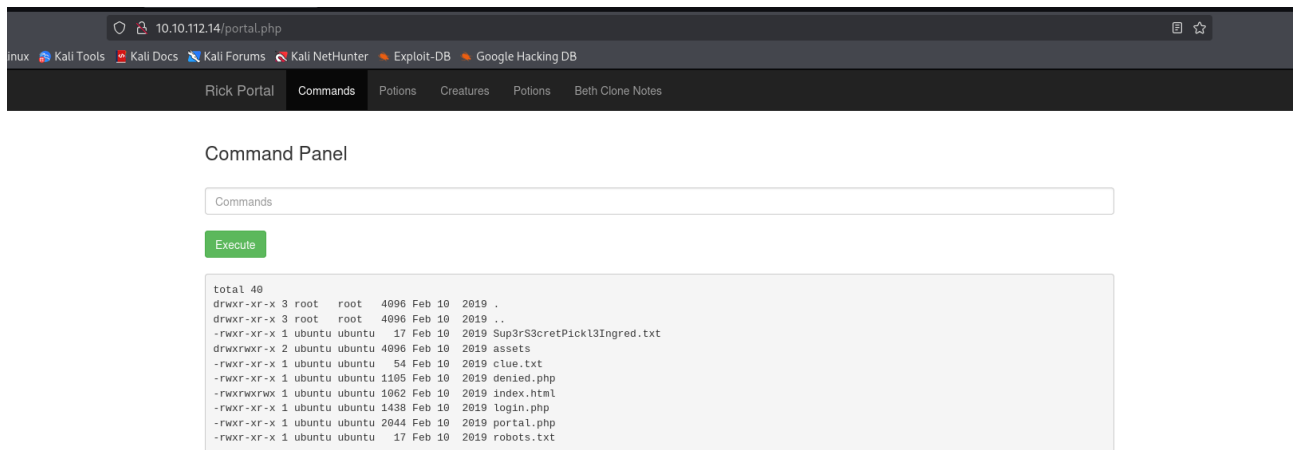 10.10.112.14/portal.php
inux Kali Tools Kali Docs Kali Forums Kali NetHunter Exploit-DB Google Hacking DB
Rick Portal Commands Potions Creatures Potions Beth Clone Notes
Command Panel
Commands
Execute
total 40
drwxr-xr-x 3 root   root   4096 Feb 10  2019 .
drwxr-xr-x 3 root   root   4096 Feb 10  2019 ..
-rwxr-xr-x 1 ubuntu ubuntu   17 Feb 10  2019 Sup3rS3cretPickl3Ingred.txt
drwxrwxr-x 2 ubuntu ubuntu 4096 Feb 10  2019 assets
-rwxr-xr-x 1 ubuntu ubuntu   54 Feb 10  2019 clue.txt
-rwxr-xr-x 1 ubuntu ubuntu 1105 Feb 10  2019 denied.php
-rwxrwxrwx 1 ubuntu ubuntu 1062 Feb 10  2019 index.html
-rwxr-xr-x 1 ubuntu ubuntu 1438 Feb 10  2019 login.php
-rwxr-xr-x 1 ubuntu ubuntu 2044 Feb 10  2019 portal.php
-rwxr-xr-x 1 ubuntu ubuntu   17 Feb 10  2019 robots.txt